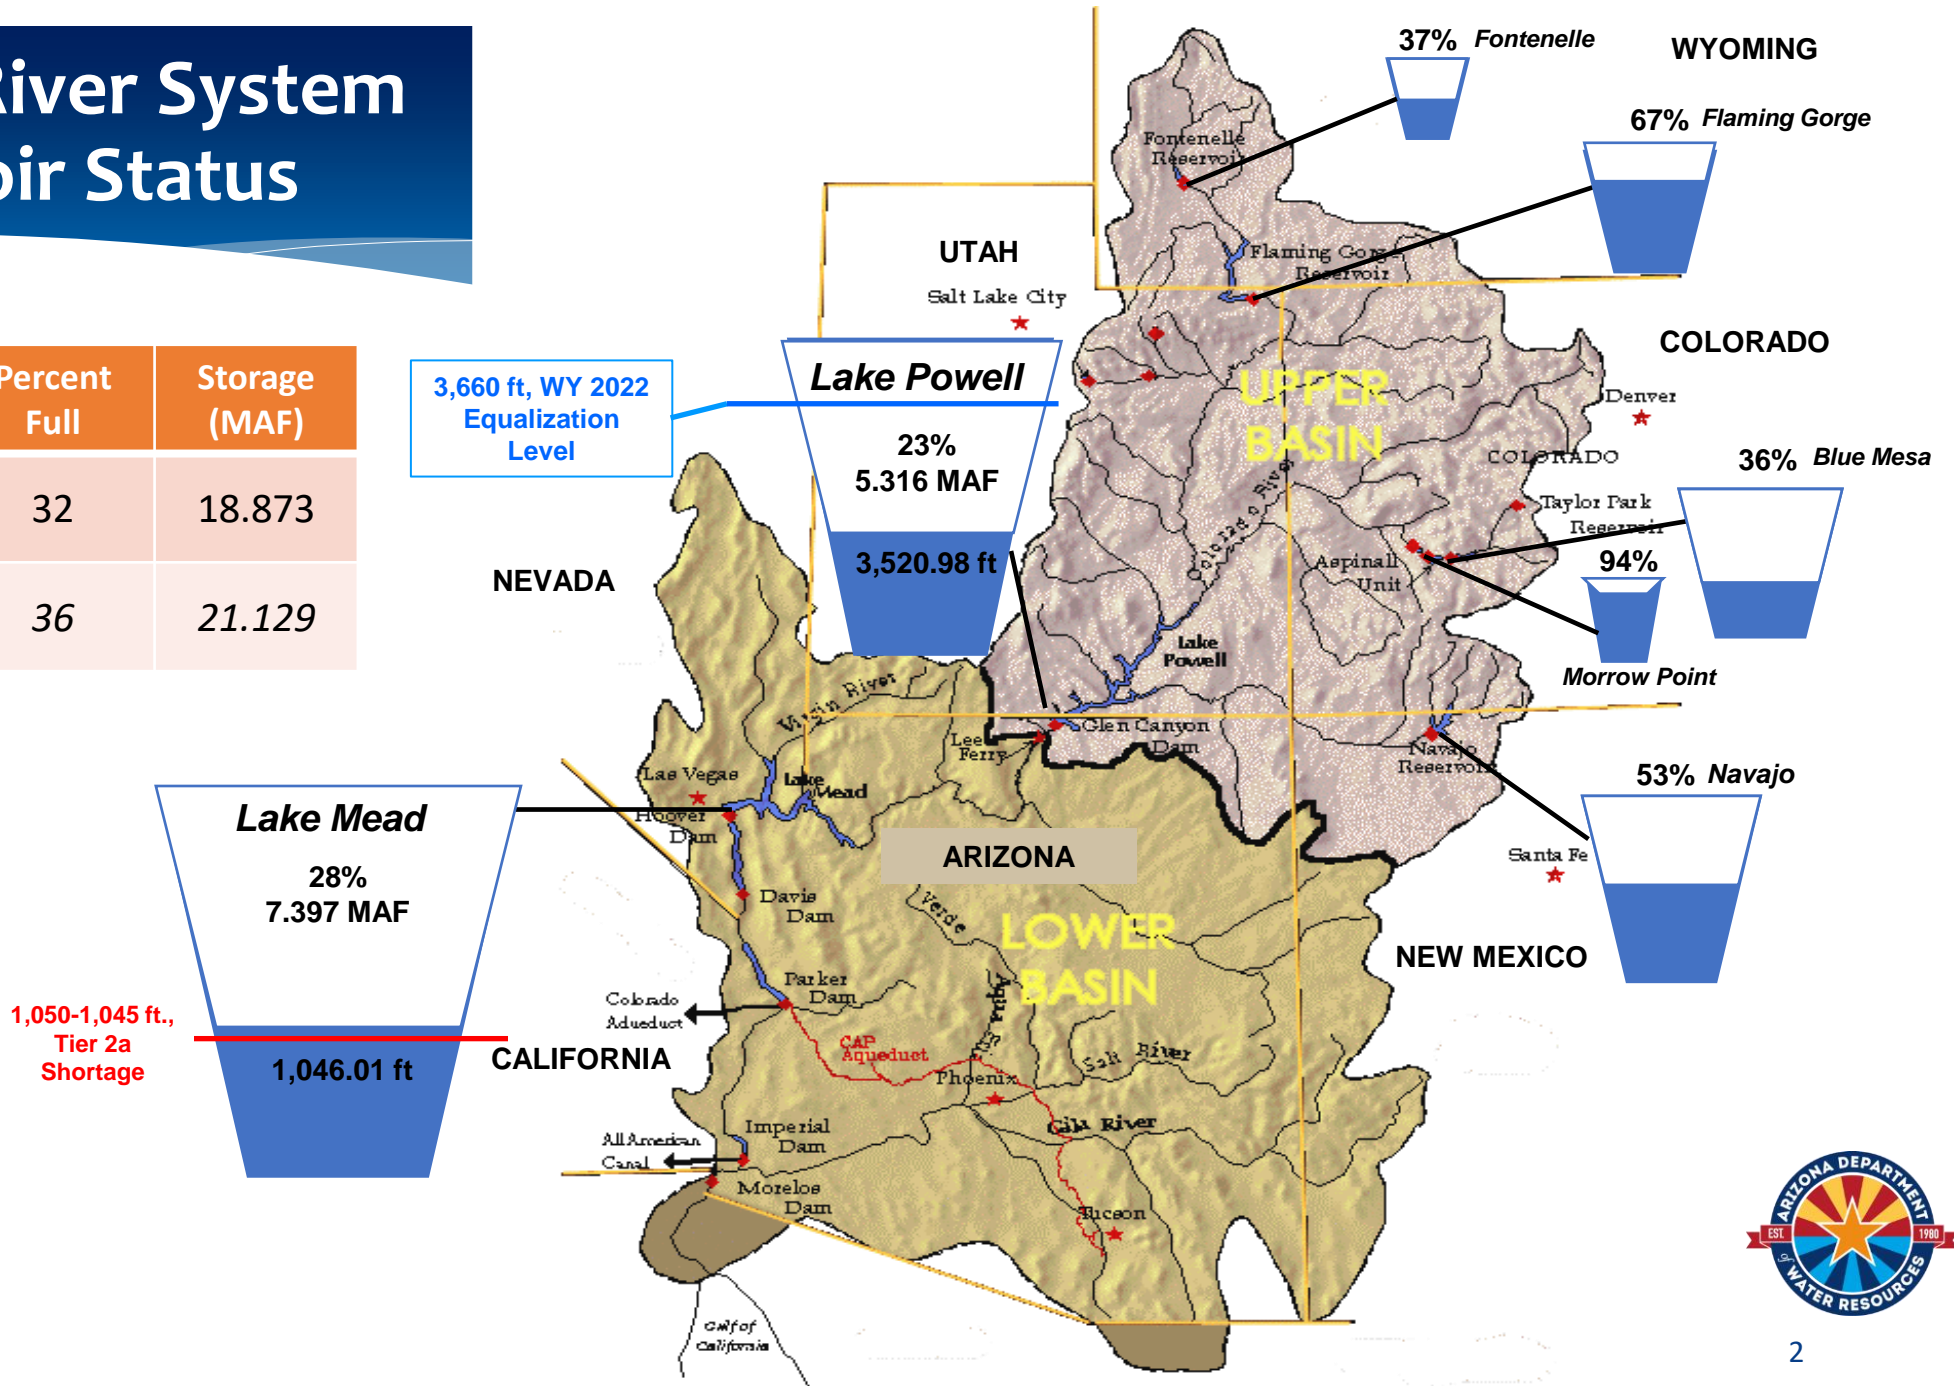 River System
oir Status
Percent
Full
Storage
(MAF)
32
18.873
36
21.129
3,660 ft, WY 2022
Equalization
Level
Lake Powell
23%
5.316 MAF
3,520.98 ft
37% Fontenelle
WYOMING
67% Flaming Gorge
UTAH
COLORADO
36% Blue Mesa
94%
Morrow Point
53% Navajo
NEVADA
ARIZONA
NEW MEXICO
CALIFORNIA
Lake Mead
28%
7.397 MAF
1,050-1,045 ft.,
Tier 2a
Shortage
1,046.01 ft
Fontenelle
Reservoir
Flaming Gorge
Reservoir
Salt Lake City
UPPER
BASIN
Denver
COLORADO
Colorado River
Taylor Park
Reservoir
Aspinall
Unit
Lake
Powell
Glen Canyon
Dam
Lee
Ferry
Navajo
Reservoir
Santa Fe
Virgin River
Las Vegas
Lake
Mead
Hoover
Dam
Davis
Dam
Verde
LOWER
BASIN
Parker
Dam
Colorado
Aqueduct
CAP
Aqueduct
Agua
Phoenix
Salt River
Gila River
Imperial
Dam
All American
Canal
Morelos
Dam
Tucson
Gulf of
California
ARIZONA DEPARTMENT
of WATER RESOURCES
EST. 1980
2